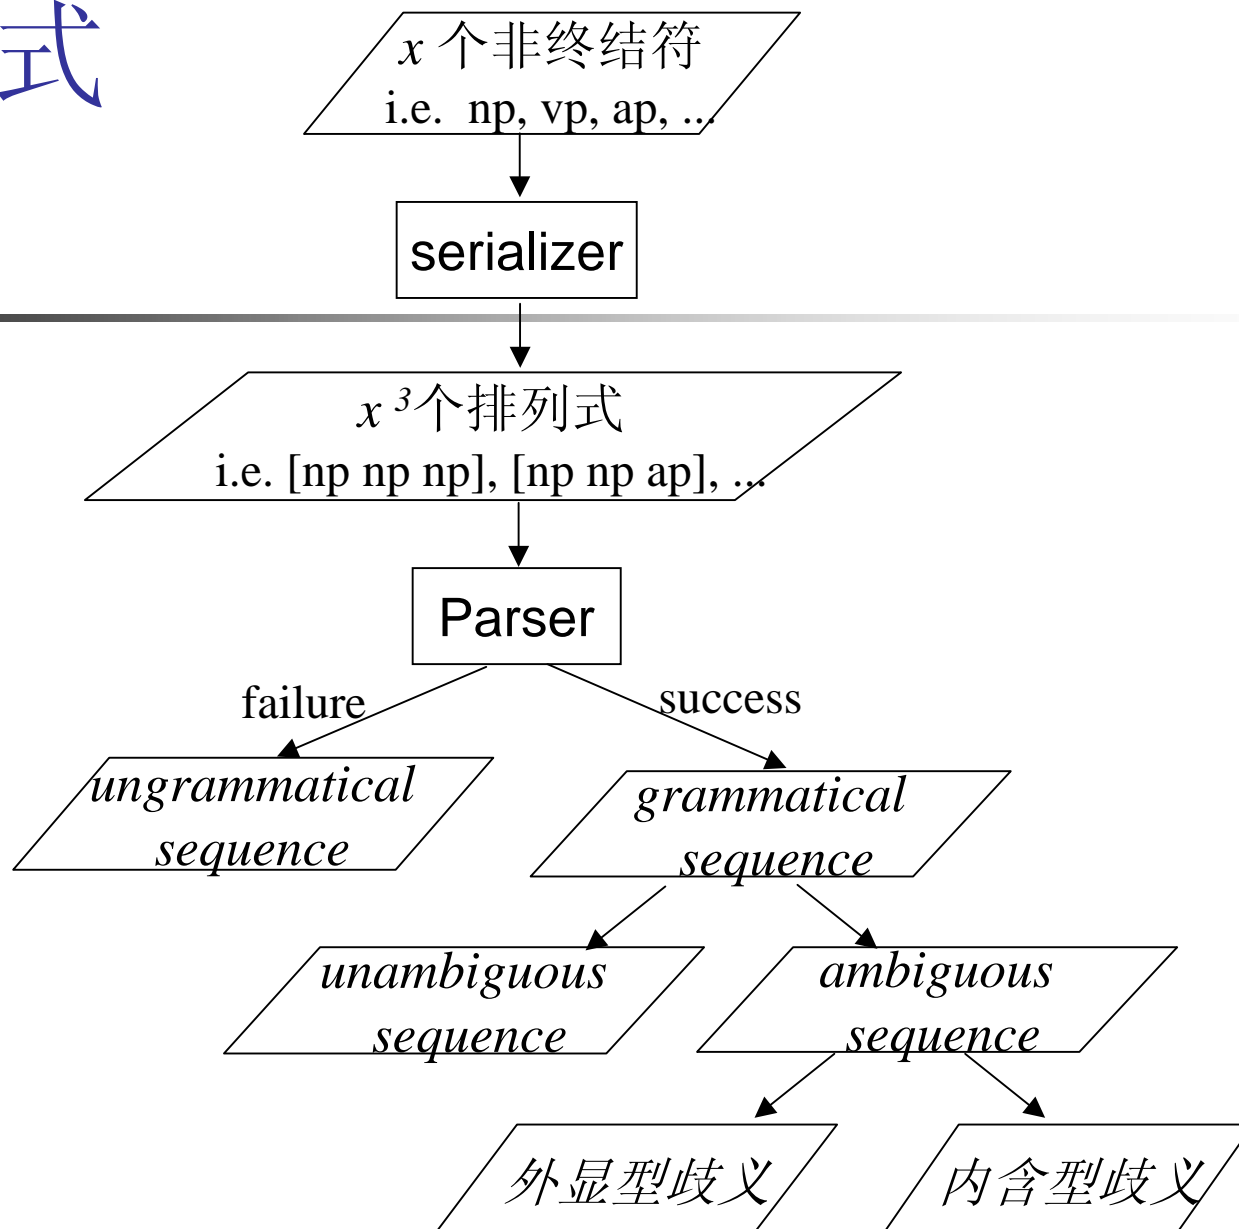 式
x 个非终结符
i.e. np, vp, ap, ...
serializer
x ³个排列式
i.e. [np np np], [np np ap], ...
Parser
failure
success
ungrammatical
sequence
grammatical
sequence
unambiguous
sequence
ambiguous
sequence
外显型歧义
内含型歧义